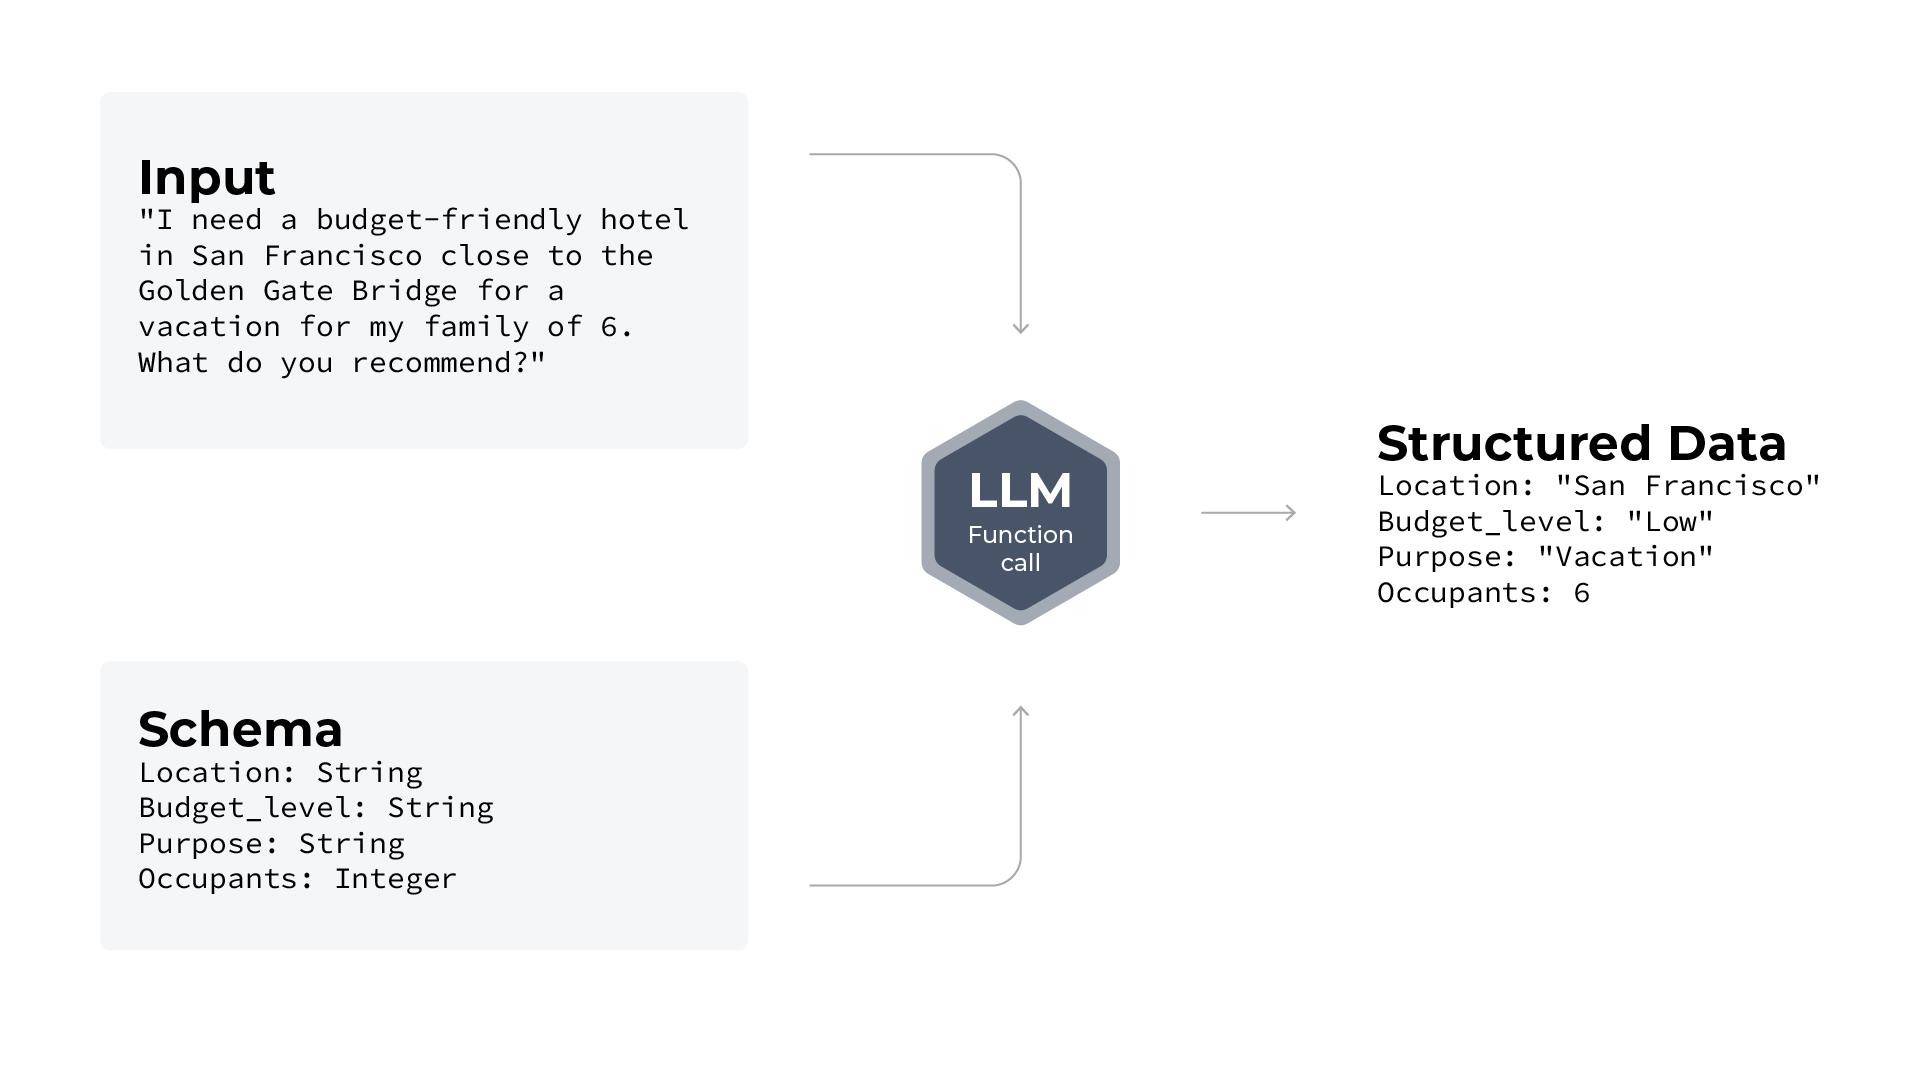 Input
"I need a budget-friendly hotel
in San Francisco close to the
Golden Gate Bridge for a
vacation for my family of 6.
What do you recommend?"
Schema
Location: String
Budget_level: String
Purpose: String
Occupants: Integer
LLM
Function
call
Structured Data
Location: "San Francisco"
Budget_level: "Low"
Purpose: "Vacation"
Occupants: 6